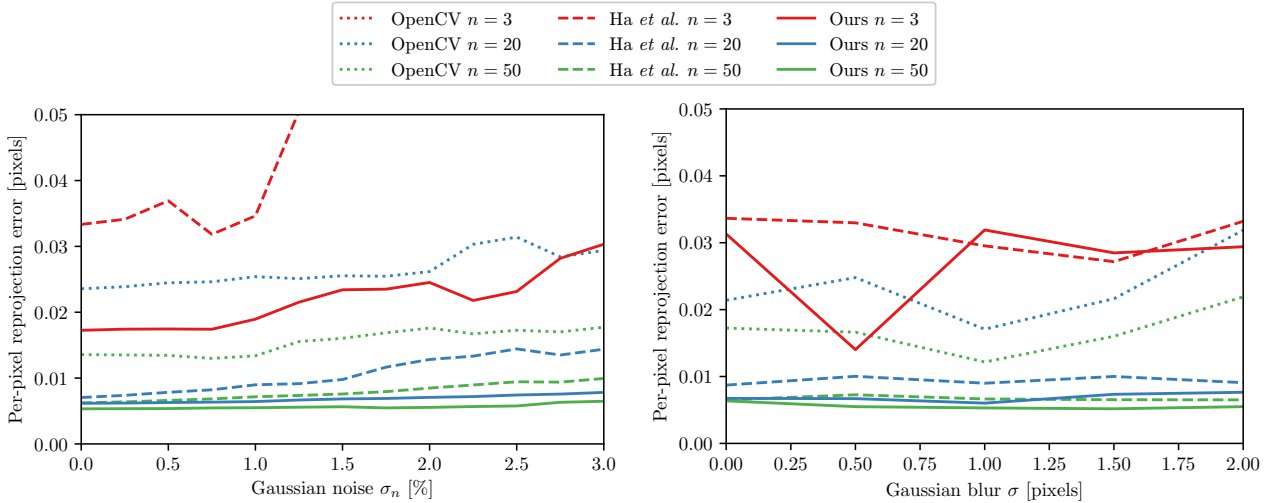 OpenCV n = 3 Ha et al. n = 3 Ours n = 3
OpenCV n = 20 Ha et al. n = 20 Ours n = 20
OpenCV n = 50 Ha et al. n = 50 Ours n = 50
Per-pixel reprojection error [pixels]
0.05
0.04
0.03
0.02
0.01
0.00
0.0 0.5 1.0 1.5 2.0 2.5 3.0
Gaussian noise σn [%]
Per-pixel reprojection error [pixels]
0.05
0.04
0.03
0.02
0.01
0.00
0.00 0.25 0.50 0.75 1.00 1.25 1.50 1.75 2.00
Gaussian blur σ [pixels]